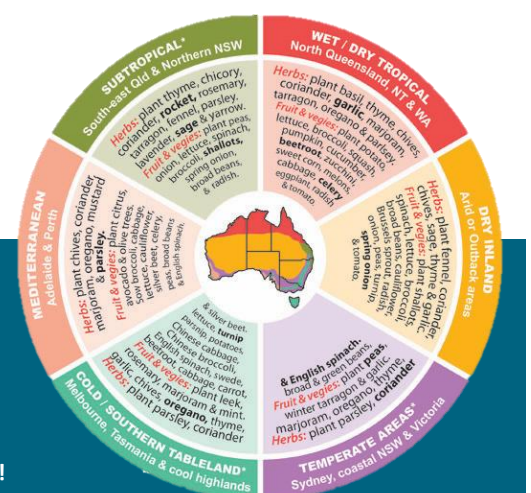 SUBTROPICAL*
South-east Qld & Northern NSW
Herbs: plant thyme, chicory,
coriander, rocket, rosemary,
tarragon, fennel, parsley,
lavender, sage & yarrow.
Fruit & vegies: plant peas,
onion, lettuce, spinach,
broccoli, shallots,
spring onion,
broad beans,
& radish.
WET / DRY TROPICAL
North Queensland, NT & WA
Herbs: plant basil, thyme, chives,
coriander, garlic, marjoram,
tarragon, oregano & parsley.
Fruit & vegies: plant potato,
lettuce, broccoli, squash,
pumpkin, cucumber,
beetroot, zucchini,
sweet corn, melons,
cabbage, celery
eggplant, radish
& tomato
DRY INLAND
Arid or Outback areas
Herbs: plant fennel, coriander,
chives, sage, thyme & garlic.
Fruit & vegies: plant shallots,
spinach, lettuce, broccoli,
broad beans, cauliflower,
Brussels sprout, radish,
onion, peas, turnip
spring onion
& tomato.
TEMPERATE AREAS*
Sydney, coastal NSW & Victoria
Herbs: plant parsley, coriander
marjoram, oregano, thyme,
winter tarragon & garlic.
Fruit & vegies: plant peas,
broad & green beans,
& English spinach.
COLD / SOUTHERN TABLELAND*
Melbourne, Tasmania & cool highlands
Herbs: plant parsley, coriander
garlic, chives, oregano, thyme,
rosemary, marjoram & mint.
Fruit & vegies: plant leek,
beetroot, cabbage, carrot,
English spinach, swede,
Chinese broccoli,
Chinese cabbage,
parsnip, potatoes,
lettuce, turnip
& silver beet.
MEDITERRANEAN
Adelaide & Perth
Herbs: plant chives, coriander
marjoram, oregano, mustard
& parsley.
Fruit & vegies: plant citrus,
avocado & olive trees.
Sow broccoli, cabbage,
lettuce, cauliflower,
silver beet, celery,
peas, broad beans
& English spinach.
!